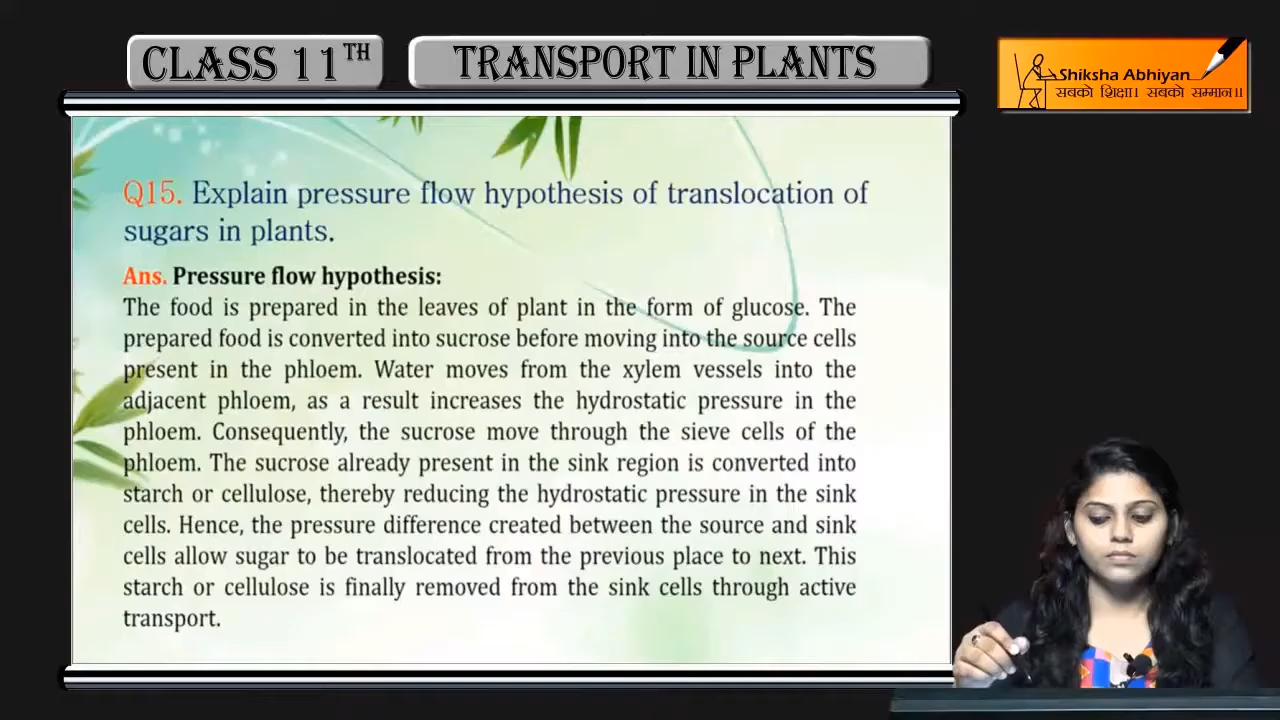 CLASS 11TH
TRANSPORT IN PLANTS
Shiksha Abhiyan
सबको शिक्षा। सबको सम्मान॥
Q15. Explain pressure flow hypothesis of translocation of
sugars in plants.
Ans. Pressure flow hypothesis:
The food is prepared in the leaves of plant in the form of glucose. The
prepared food is converted into sucrose before moving into the source cells
present in the phloem. Water moves from the xylem vessels into the
adjacent phloem, as a result increases the hydrostatic pressure in the
phloem. Consequently, the sucrose move through the sieve cells of the
phloem. The sucrose already present in the sink region is converted into
starch or cellulose, thereby reducing the hydrostatic pressure in the sink
cells. Hence, the pressure difference created between the source and sink
cells allow sugar to be translocated from the previous place to next. This
starch or cellulose is finally removed from the sink cells through active
transport.